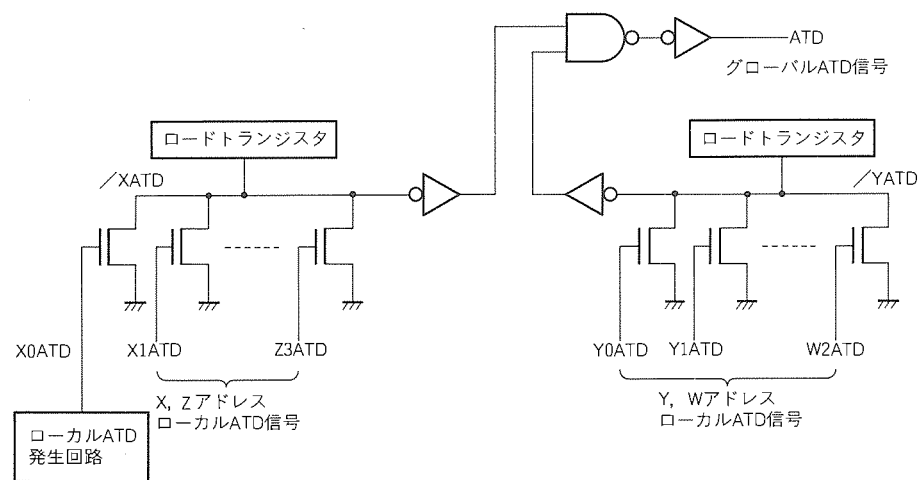 ATD
グローバルATD信号
ロードトランジスタ
ロードトランジスタ
／XATD
／YATD
X0ATD
X1ATD
Z3ATD
Y0ATD
Y1ATD
W2ATD
X，Zアドレス
ローカルATD信号
Y，Wアドレス
ローカルATD信号
ローカルATD
発生回路